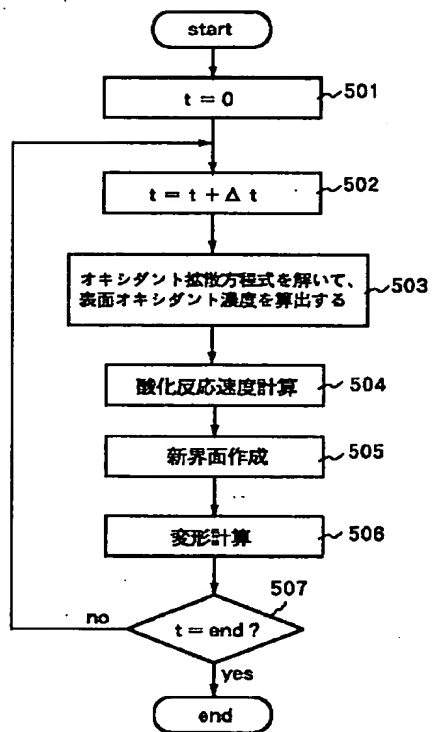 start
t = 0
501
t = t + Δ t
502
オキシダント拡散方程式を解いて、
表面オキシダント濃度を算出する
503
酸化反応速度計算
504
新界面作成
505
変形計算
506
507
t = end ?
no
yes
end